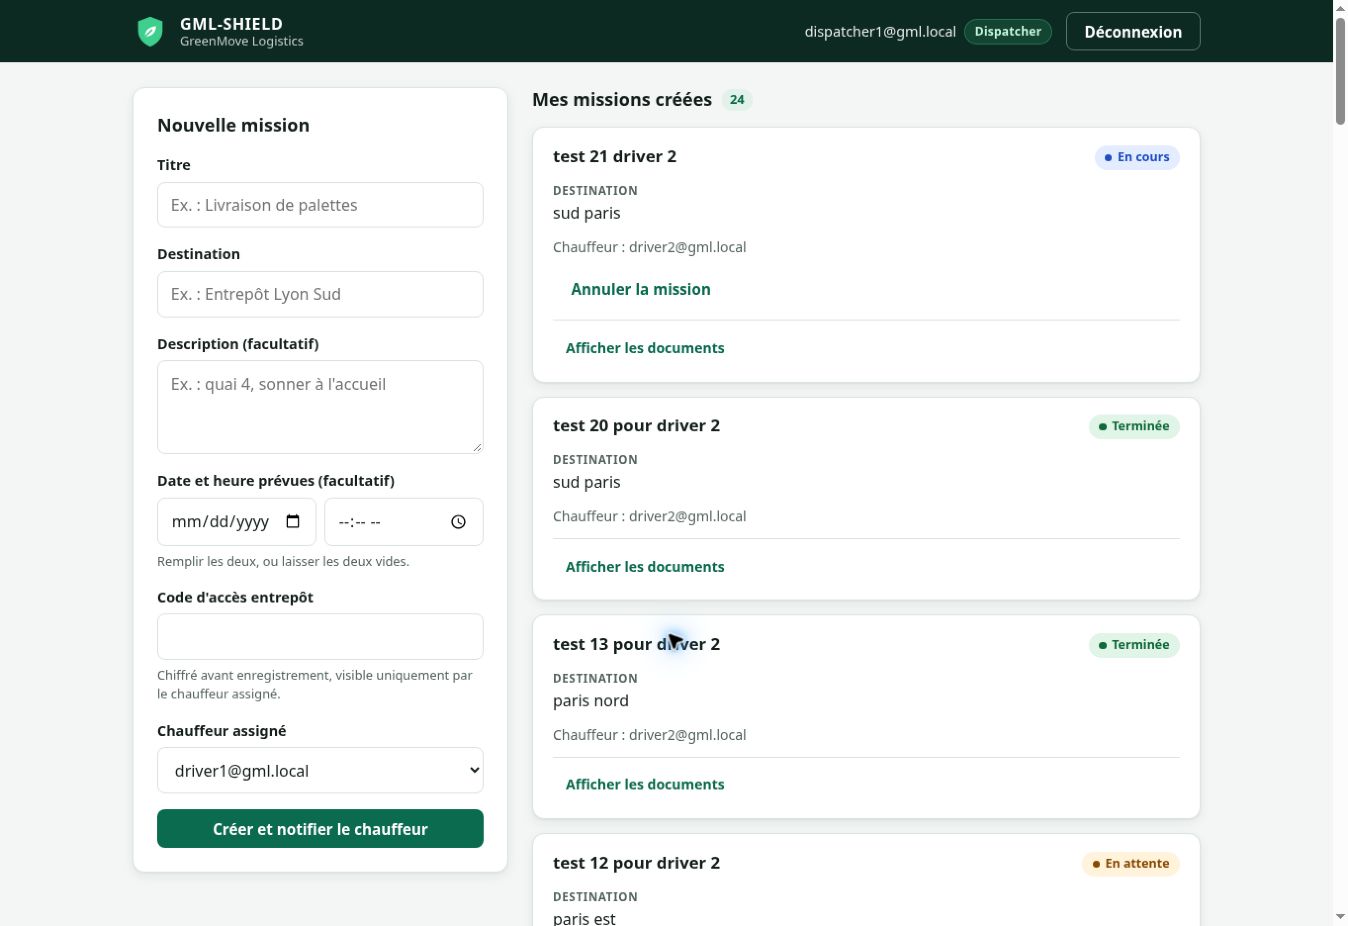 GML-SHIELD
GreenMove Logistics
dispatcher1@gml.local
Dispatcher
Déconnexion
Nouvelle mission
Titre
Ex. : Livraison de palettes
Destination
Ex. : Entrepôt Lyon Sud
Description (facultatif)
Ex. : quai 4, sonner à l'accueil
Date et heure prévues (facultatif)
mm/dd/yyyy
--:-- --
Remplir les deux, ou laisser les deux vides.
Code d'accès entrepôt
Chiffré avant enregistrement, visible uniquement par
le chauffeur assigné.
Chauffeur assigné
driver1@gml.local
Créer et notifier le chauffeur
Mes missions créées 24
test 21 driver 2
En cours
DESTINATION
sud paris
Chauffeur : driver2@gml.local
Annuler la mission
Afficher les documents
test 20 pour driver 2
Terminée
DESTINATION
sud paris
Chauffeur : driver2@gml.local
Afficher les documents
test 13 pour driver 2
Terminée
DESTINATION
paris nord
Chauffeur : driver2@gml.local
Afficher les documents
test 12 pour driver 2
En attente
DESTINATION
paris est